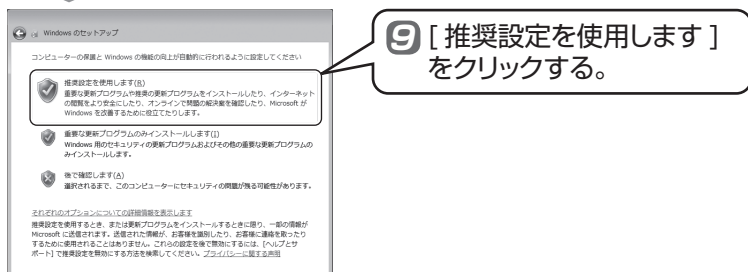 Windows のセットアップ
コンピューターの保護と Windows の機能の向上が自動的に行われるように設定してください
推奨設定を使用します(R)
重要な更新プログラムや推奨の更新プログラムをインストールしたり、インターネット
の閲覧をより安全にしたり、オンラインで問題の解決策を確認したり、Microsoft が
Windows を改善するために役立てたりします。
重要な更新プログラムのみインストールします(I)
Windows 用のセキュリティの更新プログラムおよびその他の重要な更新プログラムの
みインストールします。
後で確認します(A)
選択されるまで、このコンピューターにセキュリティの問題が残る可能性があります。
それぞれのオプションについての詳細情報を表示します
推奨設定を使用するとき、または更新プログラムをインストールするときに限り、一部の情報が
Microsoft に送信されます。送信された情報が、お客様を識別したり、お客様に連絡を取ったり
するために使用されることはありません。これらの設定を後で無効にするには、[ヘルプとサ
ポート] で推奨設定を無効にする方法を検索してください。プライバシーに関する声明
9 [ 推奨設定を使用します ]
をクリックする。